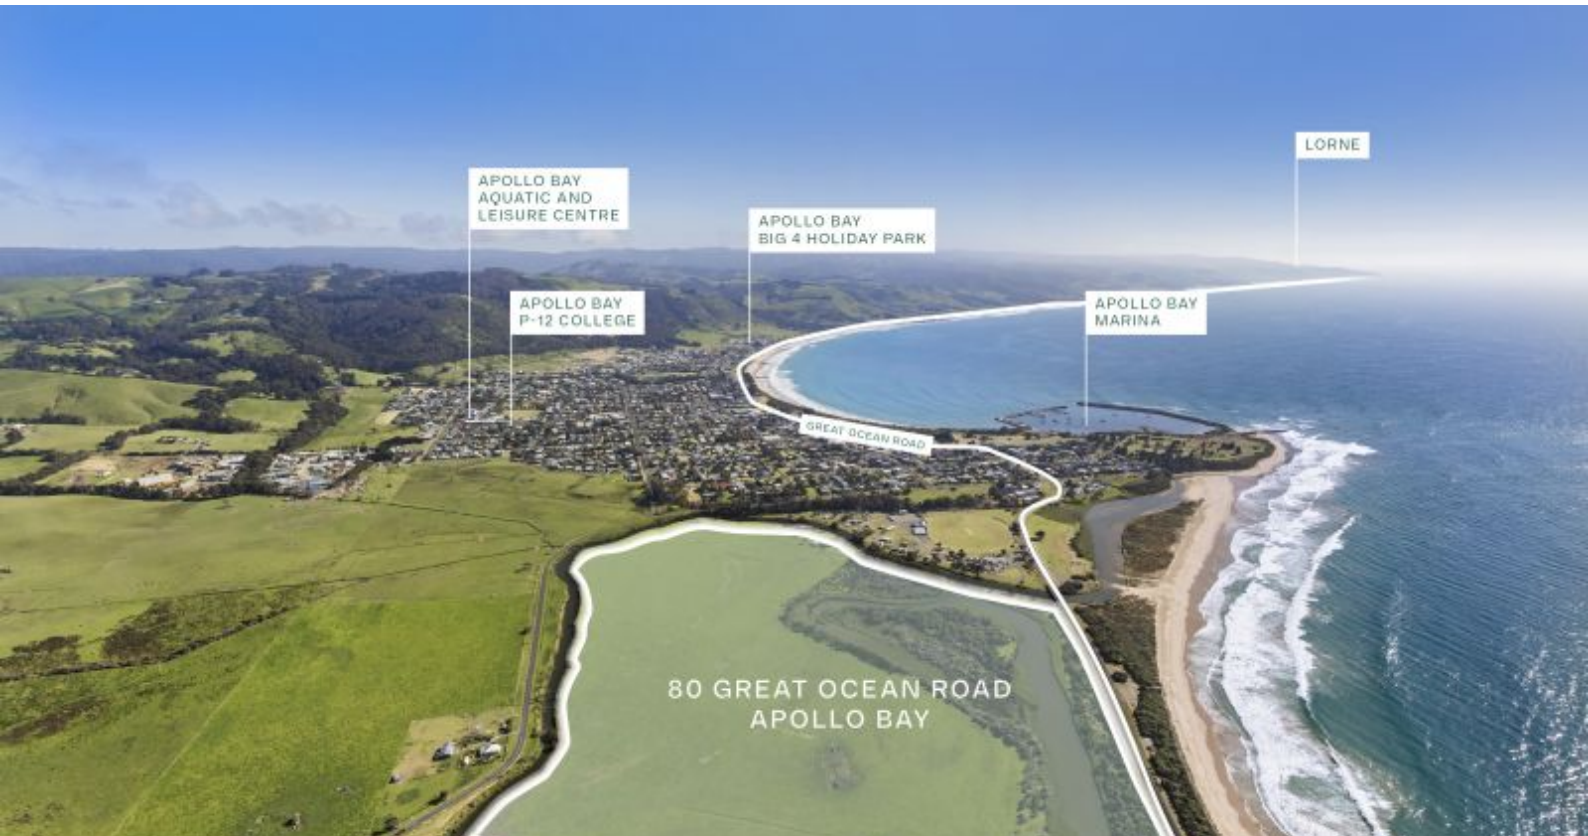 LORNE
APOLLO BAY
AQUATIC AND
LEISURE CENTRE
APOLLO BAY
BIG 4 HOLIDAY PARK
APOLLO BAY
P-12 COLLEGE
APOLLO BAY
MARINA
GREAT OCEAN ROAD
80 GREAT OCEAN ROAD
APOLLO BAY